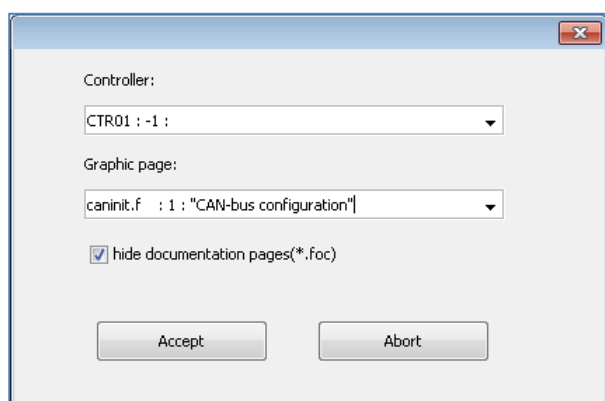 Controller:
CTR01 : -1 :
Graphic page:
caninit.f : 1 : "CAN-bus configuration"
hide documentation pages(*.foc)
Accept Abort